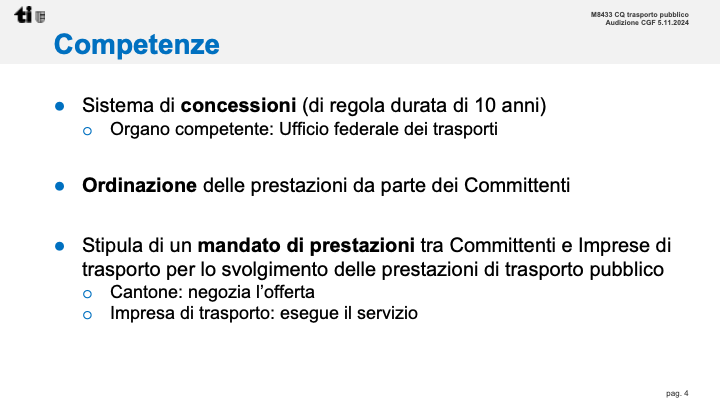 ti
M8433 CQ trasporto pubblico
Audizione CGF 5.11.2024
Competenze
Sistema di concessioni (di regola durata di 10 anni)
Organo competente: Ufficio federale dei trasporti
Ordinazione delle prestazioni da parte dei Committenti
Stipula di un mandato di prestazioni tra Committenti e Imprese di
trasporto per lo svolgimento delle prestazioni di trasporto pubblico
Cantone: negozia l’offerta
Impresa di trasporto: esegue il servizio
pag. 4